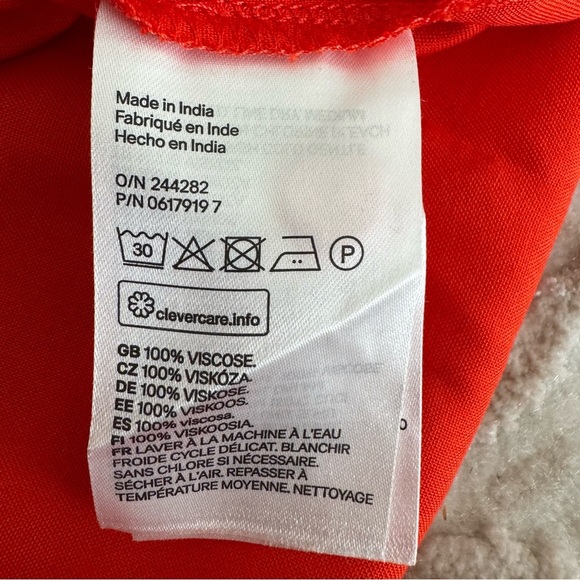 Made in India
Fabriqué en Inde
Hecho en India
O/N 244282
P/N 0617919 7
30 P
clevercare.info
GB 100% VISCOSE.
CZ 100% VISKÓZA.
DE 100% VISKOSE.
EE 100% VISKOOS.
ES 100% viscosa.
FI 100% VISKOOSIA.
FR LAVER À LA MACHINE À L'EAU
FROIDE CYCLE DÉLICAT. BLANCHIR
SANS CHLORE SI NÉCESSAIRE.
SÉCHER À L'AIR. REPASSER À
TEMPÉRATURE MOYENNE. NETTOYAGE